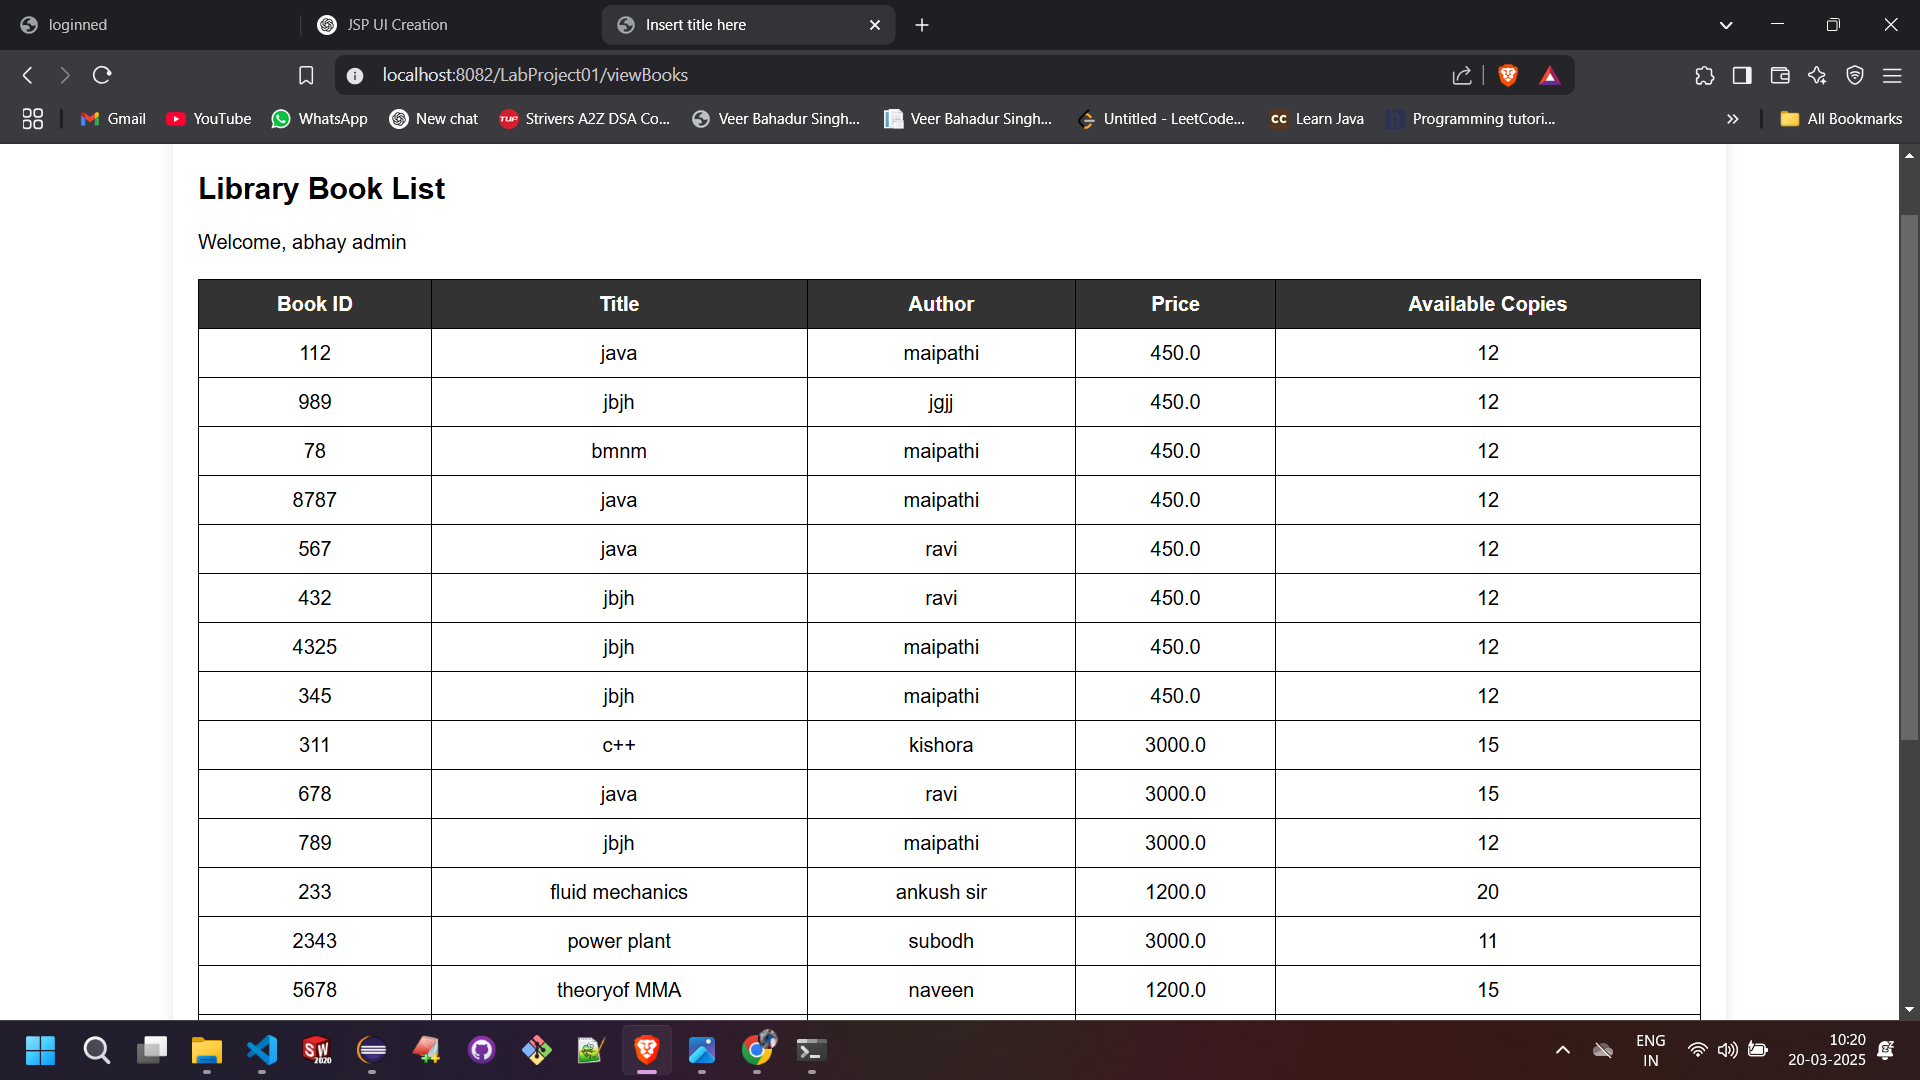 loginned
JSP UI Creation
Insert title here
localhost:8082/LabProject01/viewBooks
Gmail
YouTube
WhatsApp
New chat
TUF
Strivers A2Z DSA Co...
Veer Bahadur Singh...
Veer Bahadur Singh...
Untitled - LeetCode...
CC
Learn Java
Programming tutori...
All Bookmarks
Library Book List
Welcome, abhay admin
Book ID Title Author Price Available Copies
112 java maipathi 450.0 12
989 jbjh jgjj 450.0 12
78 bmnm maipathi 450.0 12
8787 java maipathi 450.0 12
567 java ravi 450.0 12
432 jbjh ravi 450.0 12
4325 jbjh maipathi 450.0 12
345 jbjh maipathi 450.0 12
311 c++ kishora 3000.0 15
678 java ravi 3000.0 15
789 jbjh maipathi 3000.0 12
233 fluid mechanics ankush sir 1200.0 20
2343 power plant subodh 3000.0 11
5678 theoryof MMA naveen 1200.0 15
SW
2020
ENG
IN
10:20
20-03-2025